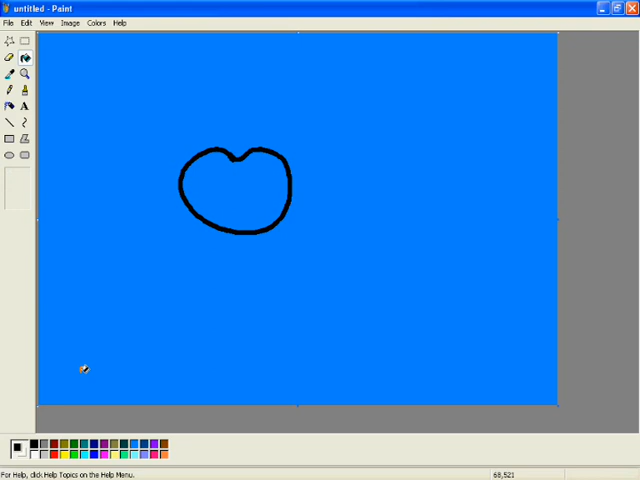 untitled - Paint
File Edit View Image Colors Help
A
For Help, click Help Topics on the Help Menu.
68,521